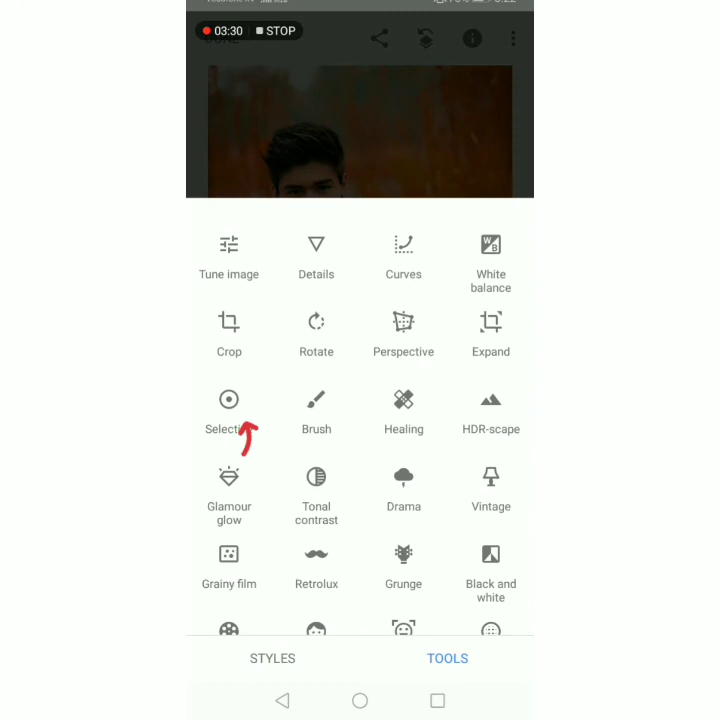 03:30 STOP
Tune image Details Curves White balance
Crop Rotate Perspective Expand
Brush Healing HDR-scape
Glamour glow Tonal contrast Drama Vintage
Grainy film Retrolux Grunge Black and white
STYLES TOOLS